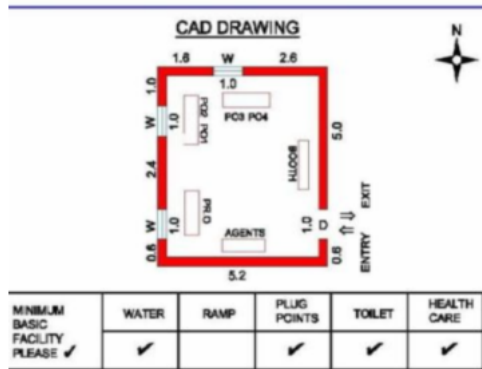 CAD DRAWING
N
1.6 W 2.6
1.0
1.0
W
1.0
PO2 PO1
PO3 PO4
5.0
BOOTH
2.4
W
1.0
PR.O
AGENTS
1.0
D
EXIT
ENTRY
0.6
0.6
5.2
MINIMUM
BASIC
FACILITY
PLEASE ✓
WATER
RAMP
PLUG
POINTS
TOILET
HEALTH
CARE
✓ ✓ ✓ ✓